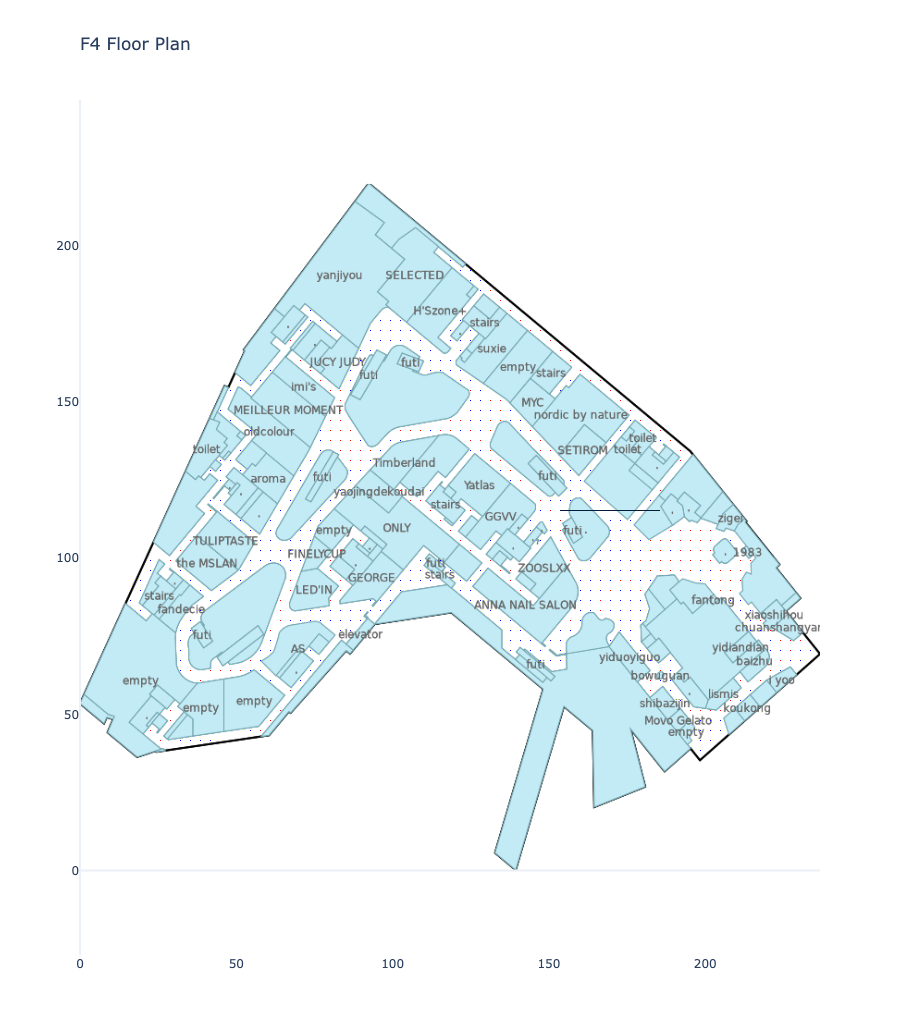 F4 Floor Plan
200
yanjiyou
SELECTED
H'SZone+
stairs
suxie
JUCY JUDY
futi
futi
empty
stairs
imi's
150
MEILLEUR MOMENT
MYC
nordic by nature
oldcolour
toilet
toilet
toilet
SETIROM
Timberland
aroma
futi
futi
yaojingdekoudai
Yatlas
stairs
GGVV
ziger
TULIPTASTE
empty
ONLY
futi
100
the MSLAN
FINELYCUP
1983
futi
stairs
GEORGE
ZOOSLXX
LED'IN
stairs
fandecie
ANNA NAIL SALON
fantong
xiaoshihou
chuanshangyan
futi
elevator
AS
yidiandian
yiduoyiguo
baizhu
futi
empty
bowuguan
J yoo
empty
empty
lismis
shibazijin
koukong
50
Movo Gelato
empty
0
0
50
100
150
200